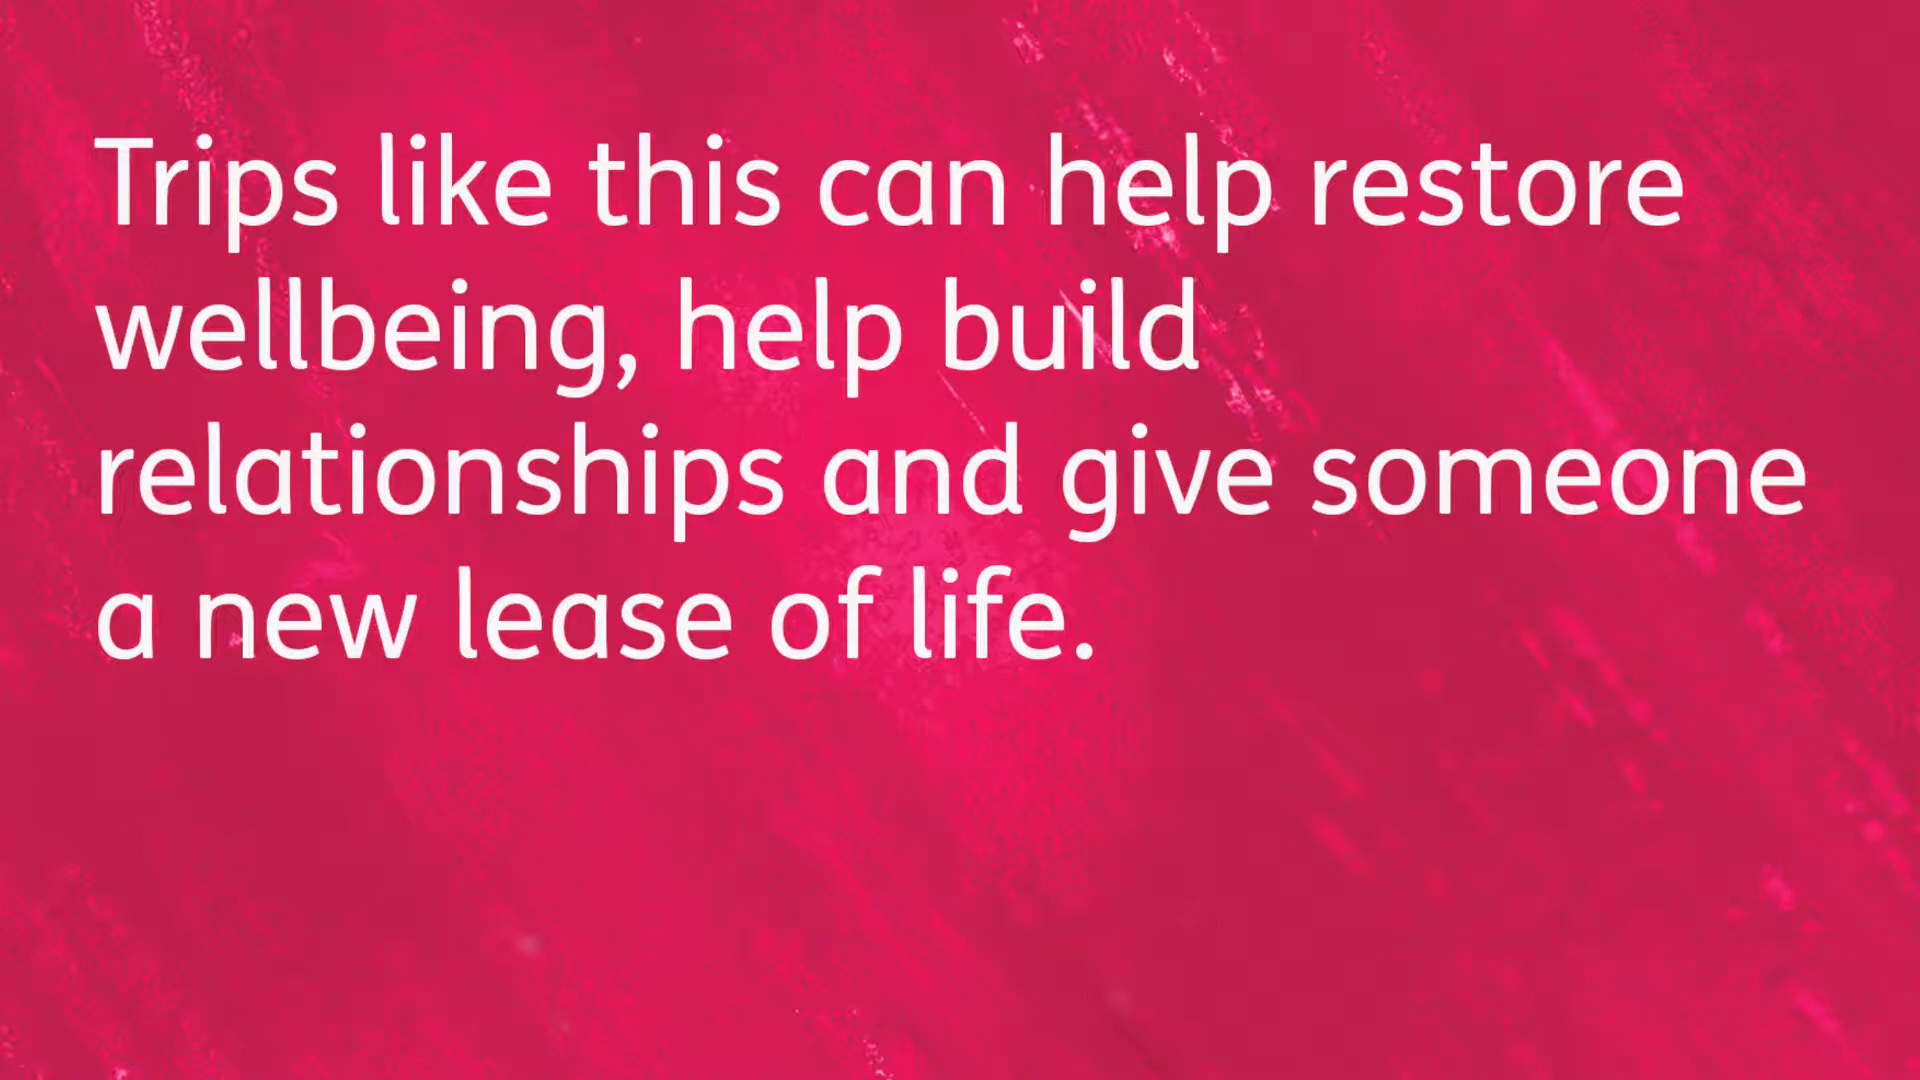 Trips like this can help restore
wellbeing, help build
relationships and give someone
a new lease of life.